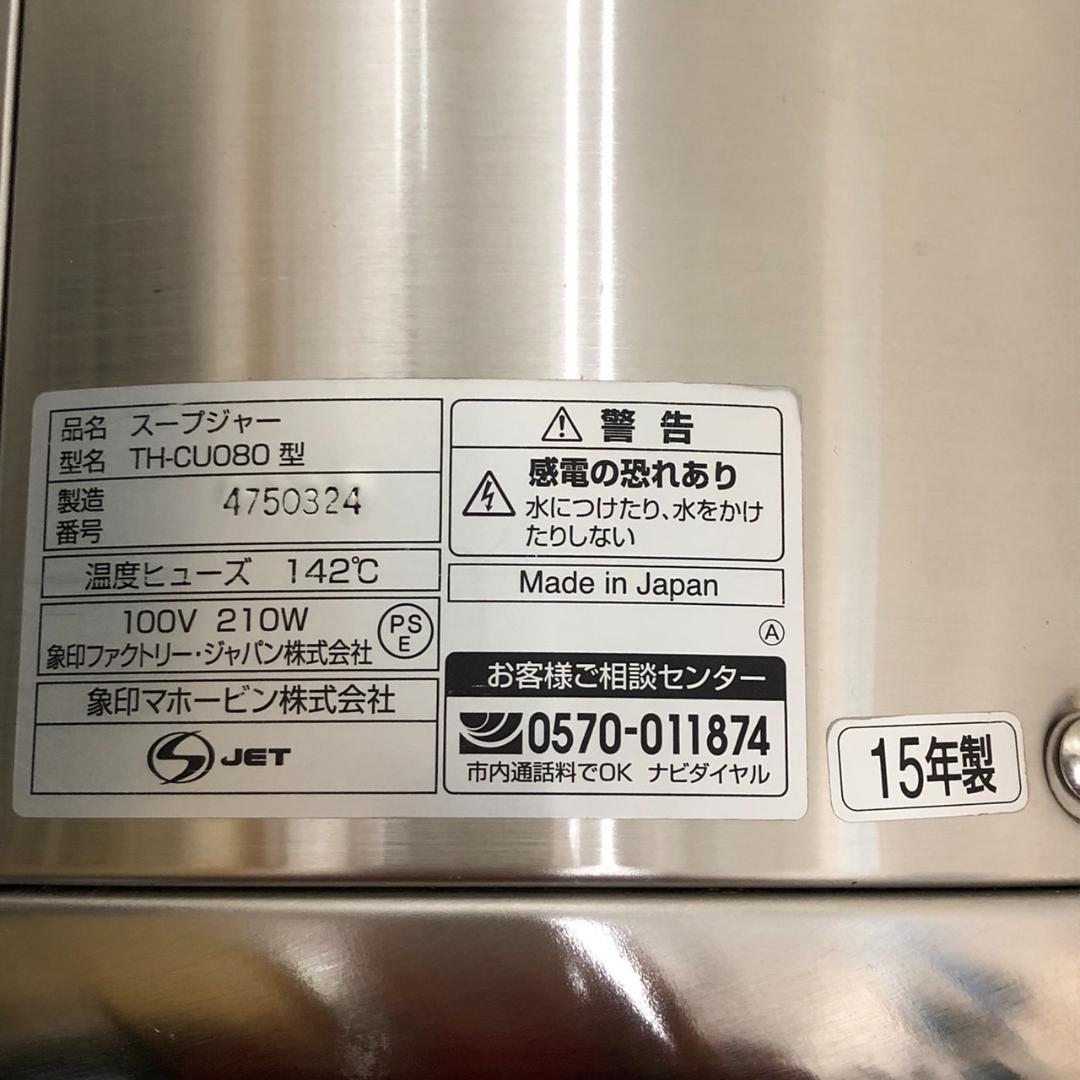 品名 スープジャー
型名 TH-CU080 型
製造番号 4750324
温度ヒューズ 142℃
100V 210W
PSE
象印ファクトリー・ジャパン株式会社
象印マホービン株式会社
S JET
警告
感電の恐れあり
水につけたり、水をかけ
たりしない
Made in Japan
A
お客様ご相談センター
0570-011874
市内通話料でOK ナビダイヤル
15年製